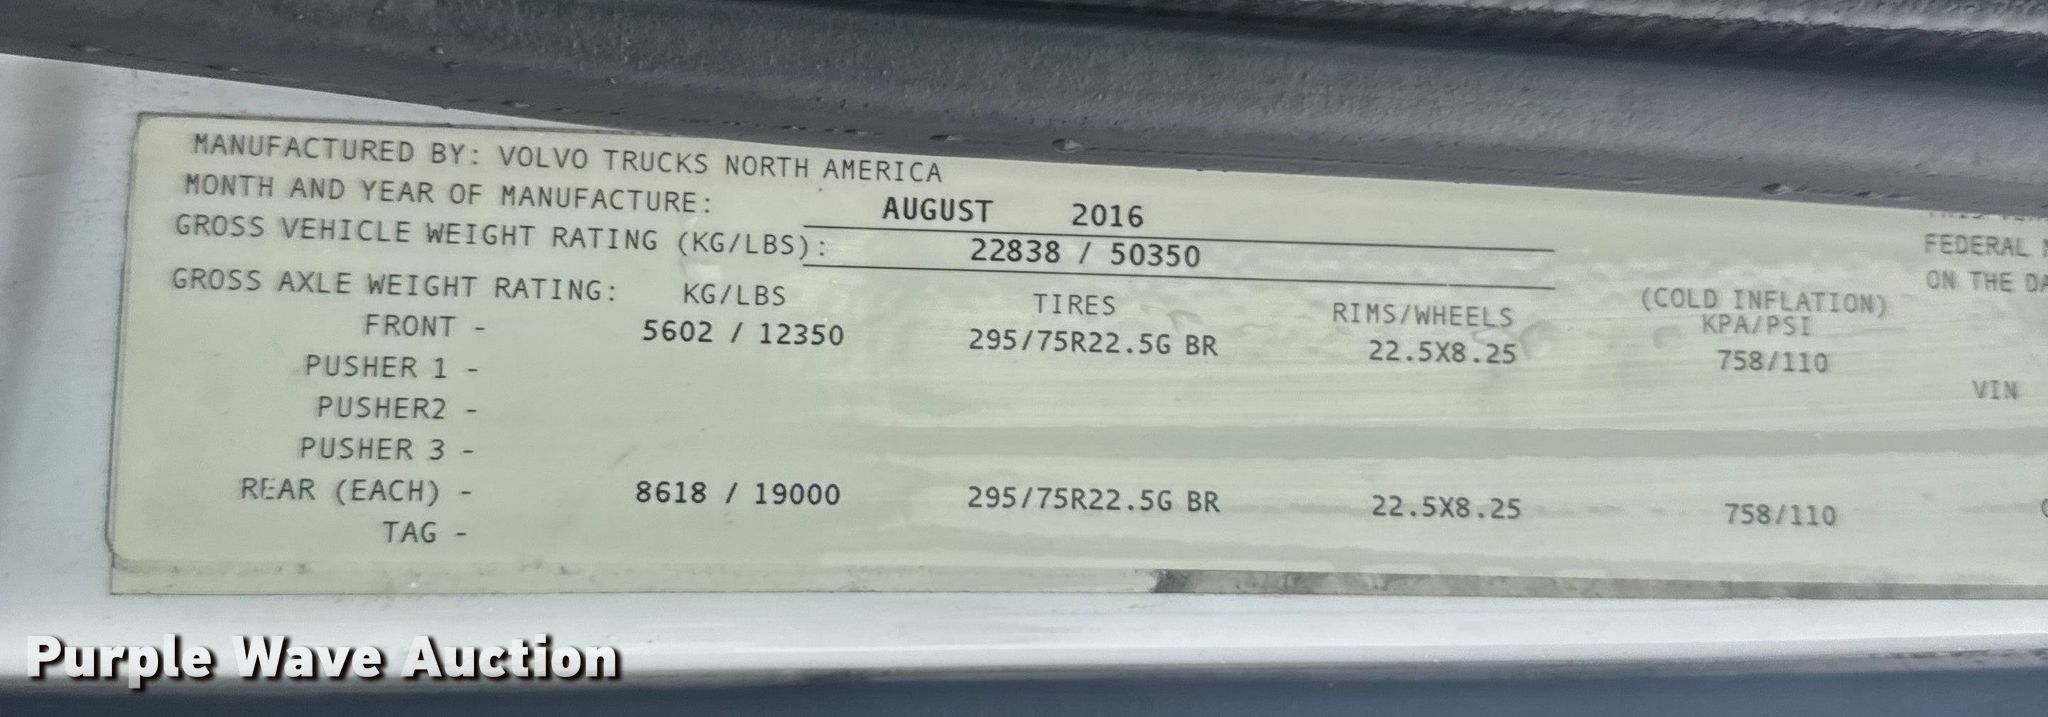 MANUFACTURED BY: VOLVO TRUCKS NORTH AMERICA
MONTH AND YEAR OF MANUFACTURE: AUGUST 2016
GROSS VEHICLE WEIGHT RATING (KG/LBS): 22838 / 50350
GROSS AXLE WEIGHT RATING: KG/LBS TIRES RIMS/WHEELS (COLD INFLATION) KPA/PSI
FRONT - 5602 / 12350 295/75R22.5G BR 22.5X8.25 758/110
PUSHER 1 -
PUSHER2 -
PUSHER 3 -
REAR (EACH) - 8618 / 19000 295/75R22.5G BR 22.5X8.25 758/110
TAG -
FEDERAL
ON THE
VIN
Purple Wave Auction